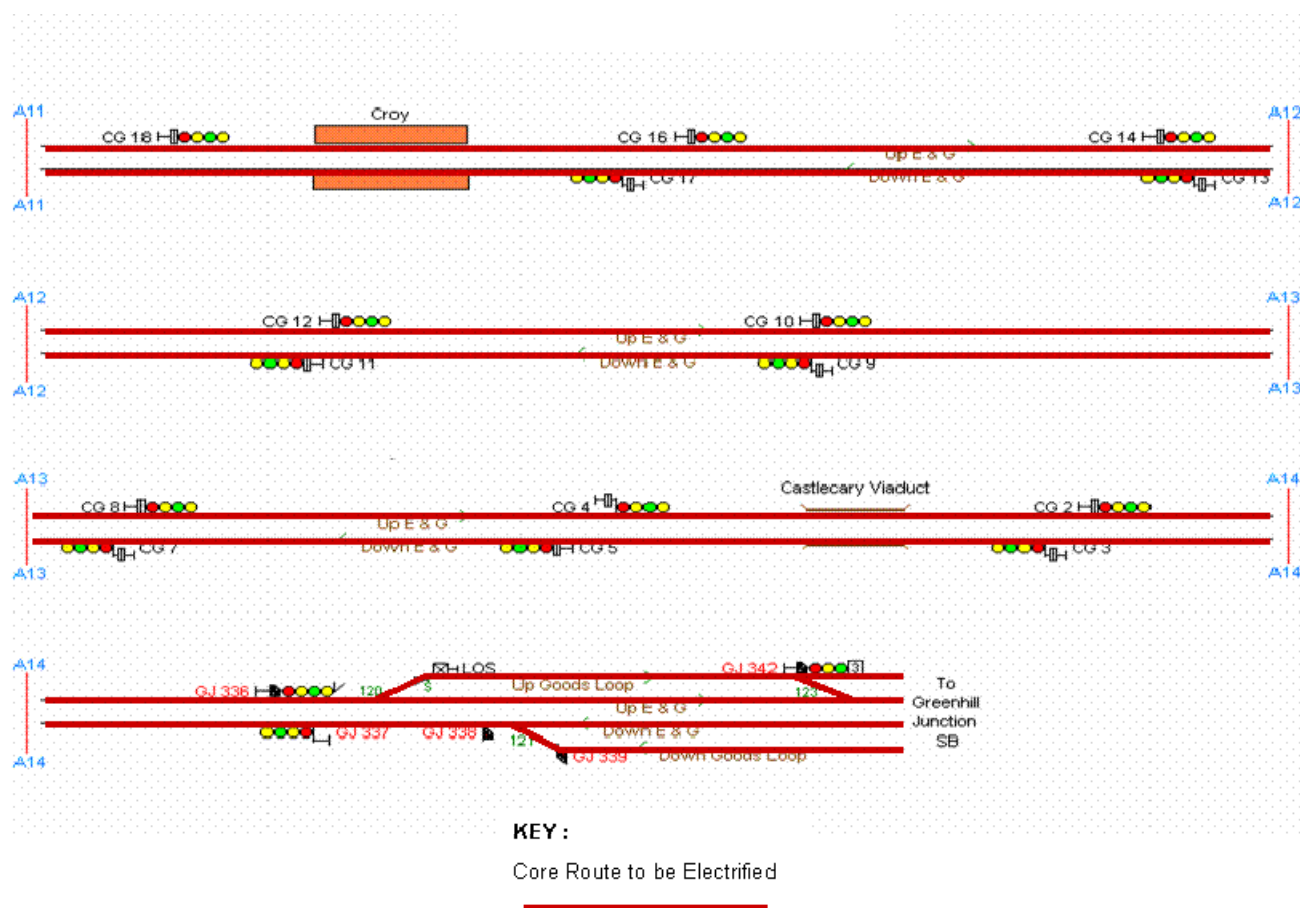 A11 Croy A12
CG 18 CG 16 CG 14
Up E & G
Down E & G
CG 17 CG 13
A11 A12
A12 A13
CG 12 CG 10
Up E & G
Down E & G
CG 11 CG 9
A12 A13
A13 Castlecary Viaduct A14
CG 8 CG 4 CG 2
Up E & G
Down E & G
CG 7 CG 5 CG 3
A13 A14
A14 LOS GJ 342 3
GJ 336 120 S Up Goods Loop 123 To
Up E & G Greenhill
GJ 337 GJ 338 121 Down E & G Junction
A14 GJ 339 Down Goods Loop SB
KEY :
Core Route to be Electrified